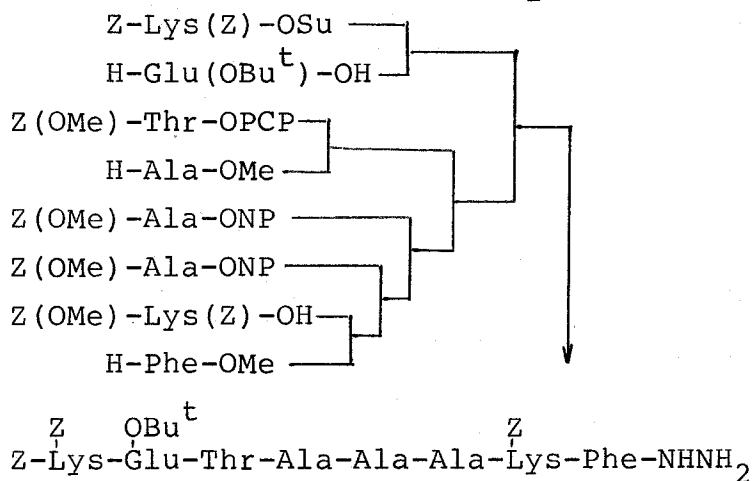 Z-Lys(Z)-OSu
H-Glu(OBu^t)-OH
Z(OMe)-Thr-OPCP
H-Ala-OMe
Z(OMe)-Ala-ONP
Z(OMe)-Ala-ONP
Z(OMe)-Lys(Z)-OH
H-Phe-OMe
Z OBu^t Z
Z-Lys-Glu-Thr-Ala-Ala-Ala-Lys-Phe-NHNH₂